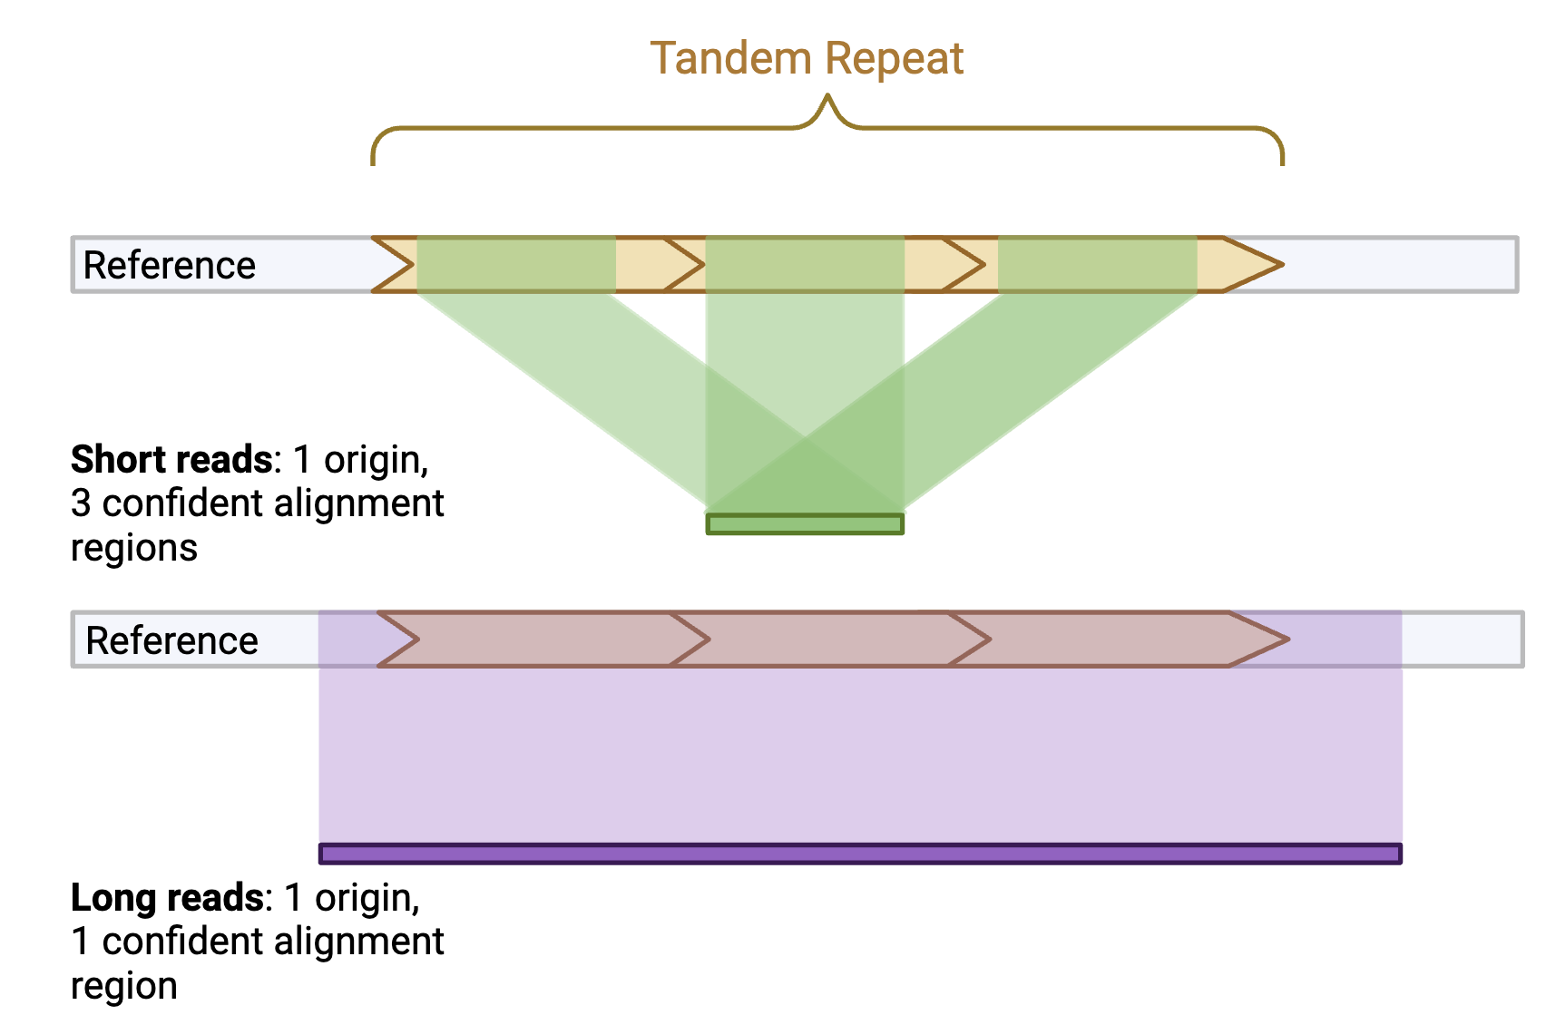 Tandem Repeat
Reference
Short reads: 1 origin,
3 confident alignment
regions
Reference
Long reads: 1 origin,
1 confident alignment
region